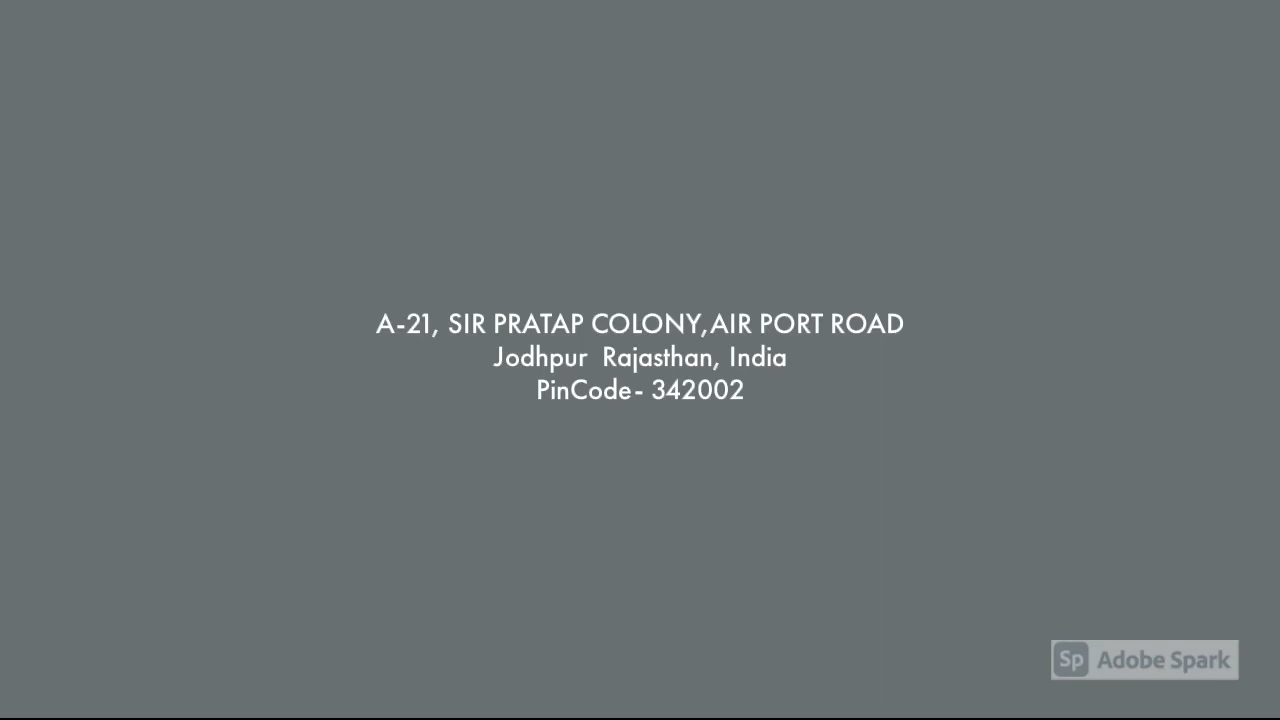 A-21, SIR PRATAP COLONY,AIR PORT ROAD
Jodhpur  Rajasthan, India
PinCode- 342002
Sp Adobe Spark